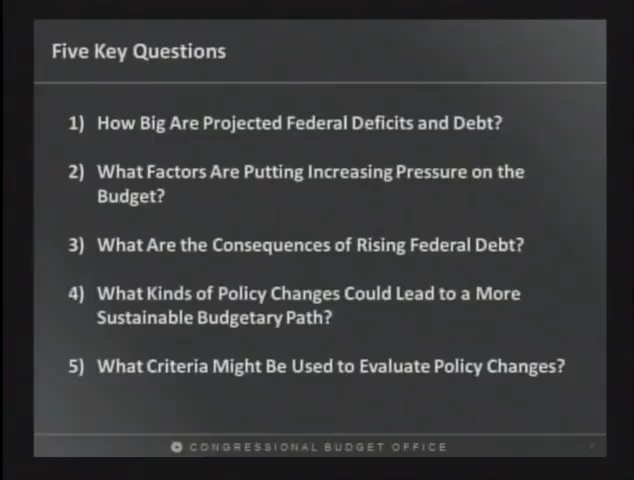 Five Key Questions
1) How Big Are Projected Federal Deficits and Debt?
2) What Factors Are Putting Increasing Pressure on the
Budget?
3) What Are the Consequences of Rising Federal Debt?
4) What Kinds of Policy Changes Could Lead to a More
Sustainable Budgetary Path?
5) What Criteria Might Be Used to Evaluate Policy Changes?
CONGRESSIONAL BUDGET OFFICE